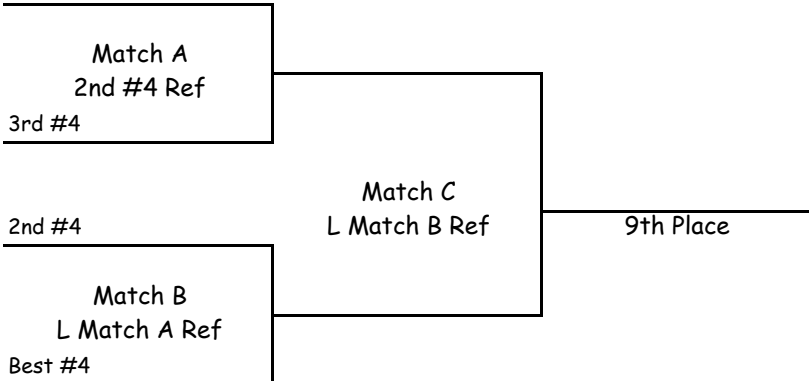 Match A
2nd #4 Ref
3rd #4
Match C
L Match B Ref
2nd #4
9th Place
Match B
L Match A Ref
Best #4